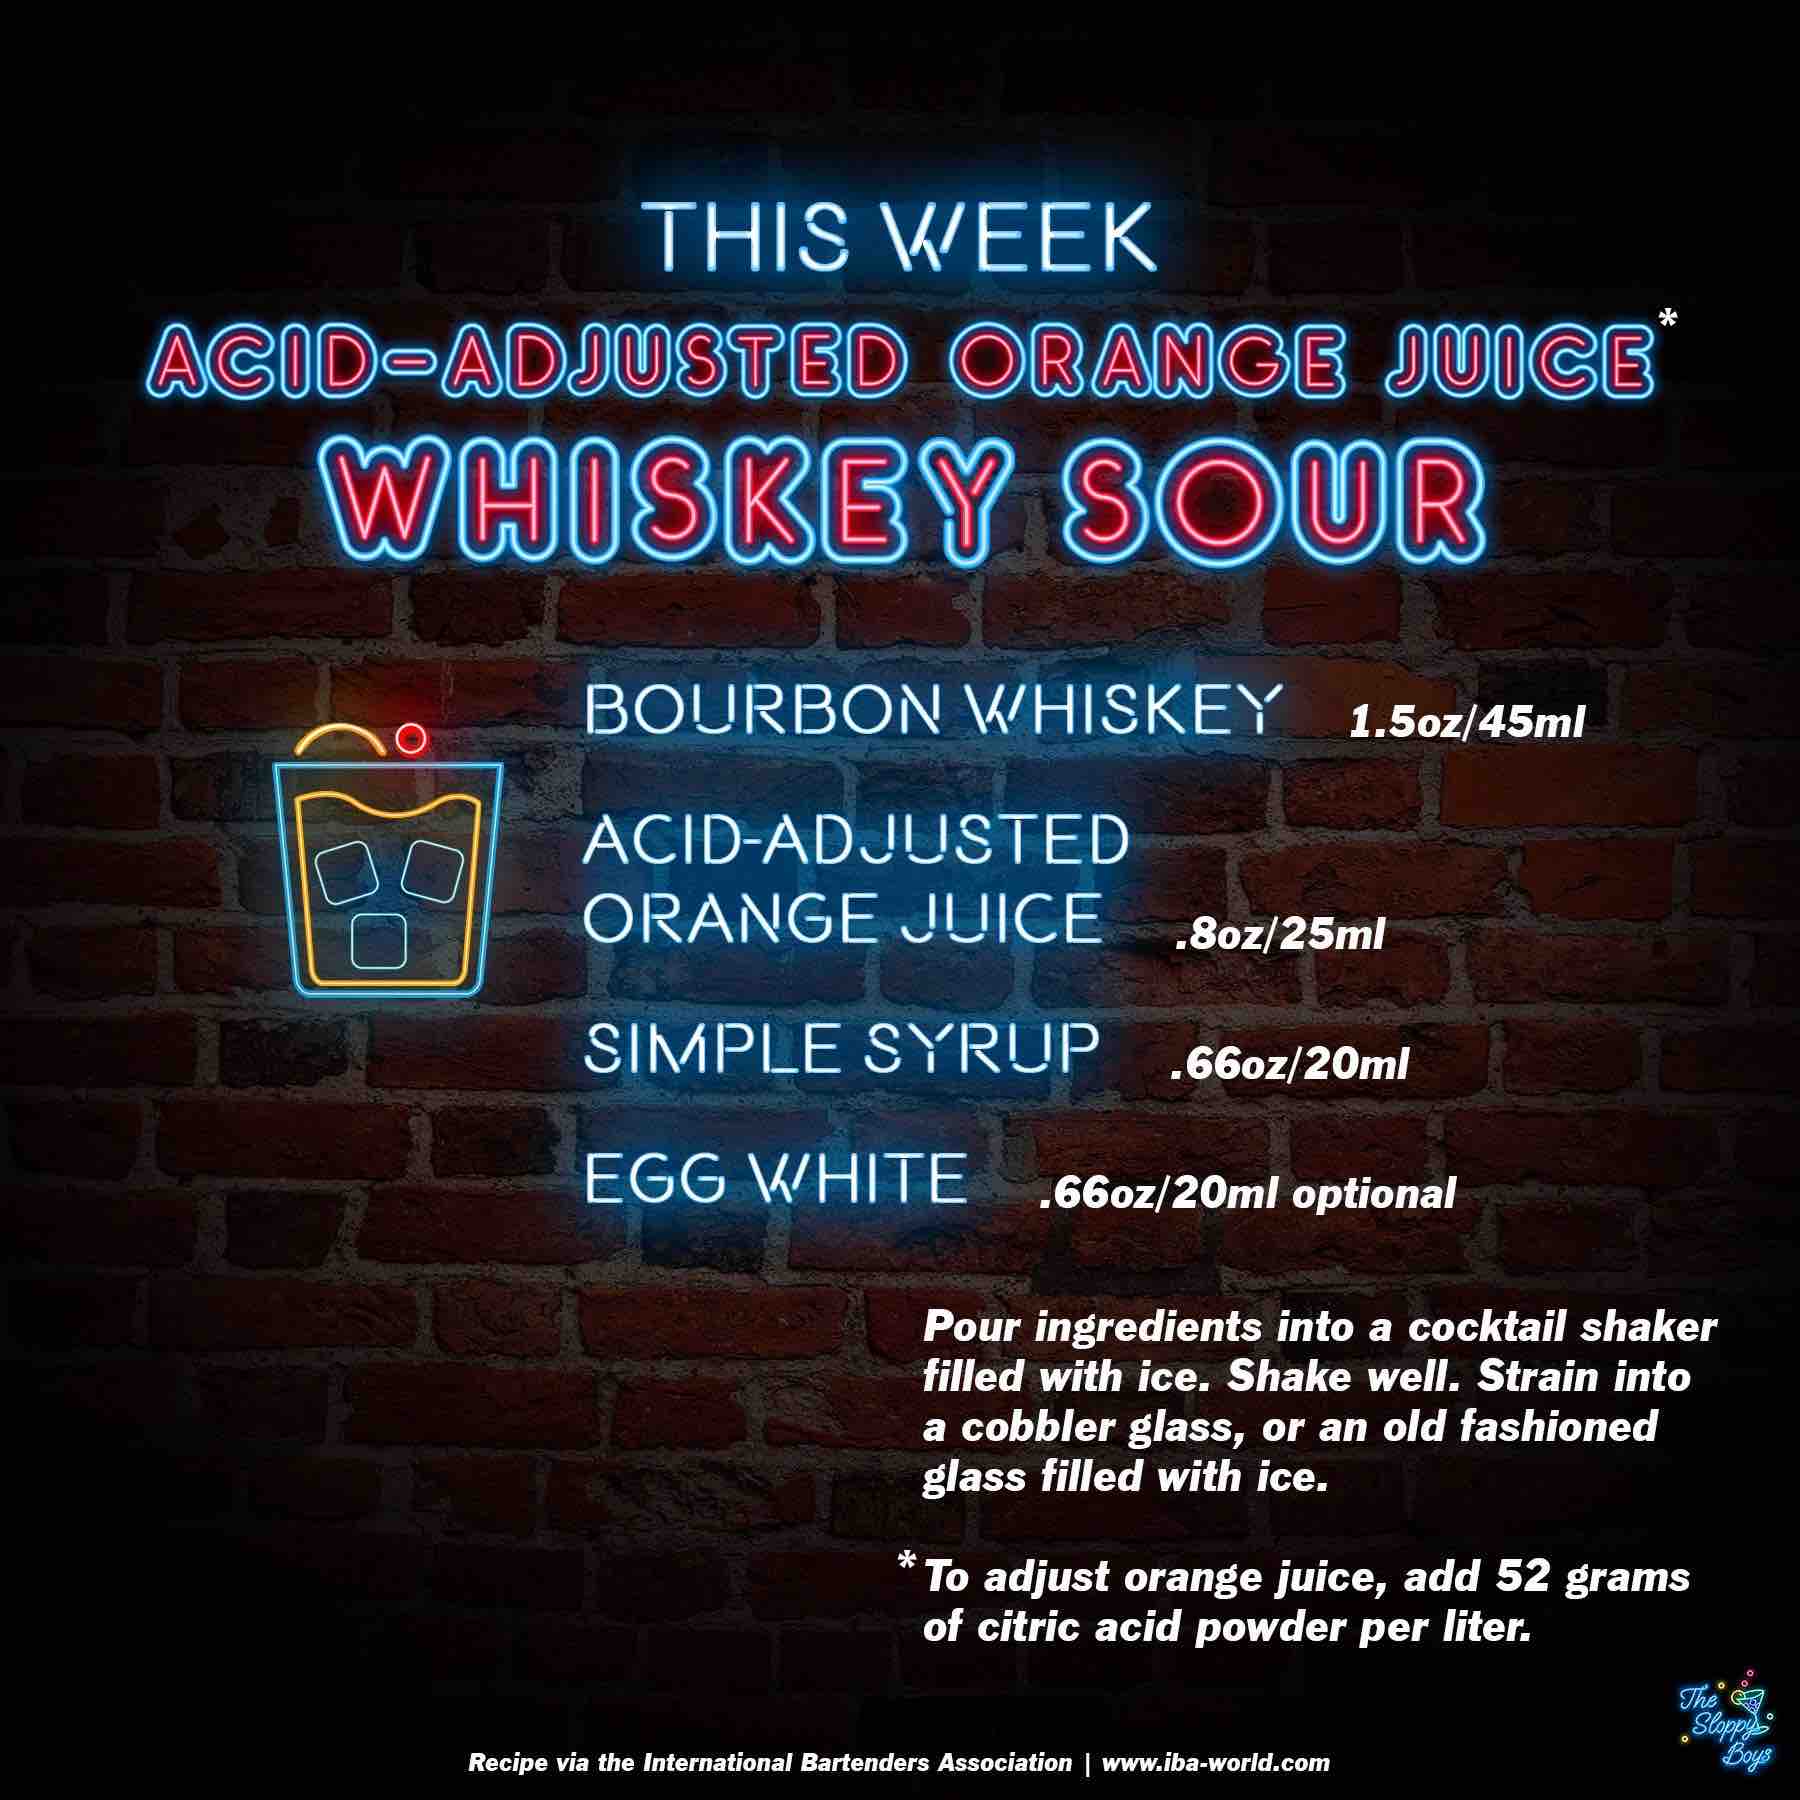 THIS WEEK
ACID-ADJUSTED ORANGE JUICE*
WHISKEY SOUR
BOURBON WHISKEY 1.5oz/45ml
ACID-ADJUSTED
ORANGE JUICE .8oz/25ml
SIMPLE SYRUP .66oz/20ml
EGG WHITE .66oz/20ml optional
Pour ingredients into a cocktail shaker
filled with ice. Shake well. Strain into
a cobbler glass, or an old fashioned
glass filled with ice.
* To adjust orange juice, add 52 grams
of citric acid powder per liter.
The
Sloppy
Boys
Recipe via the International Bartenders Association | www.iba-world.com